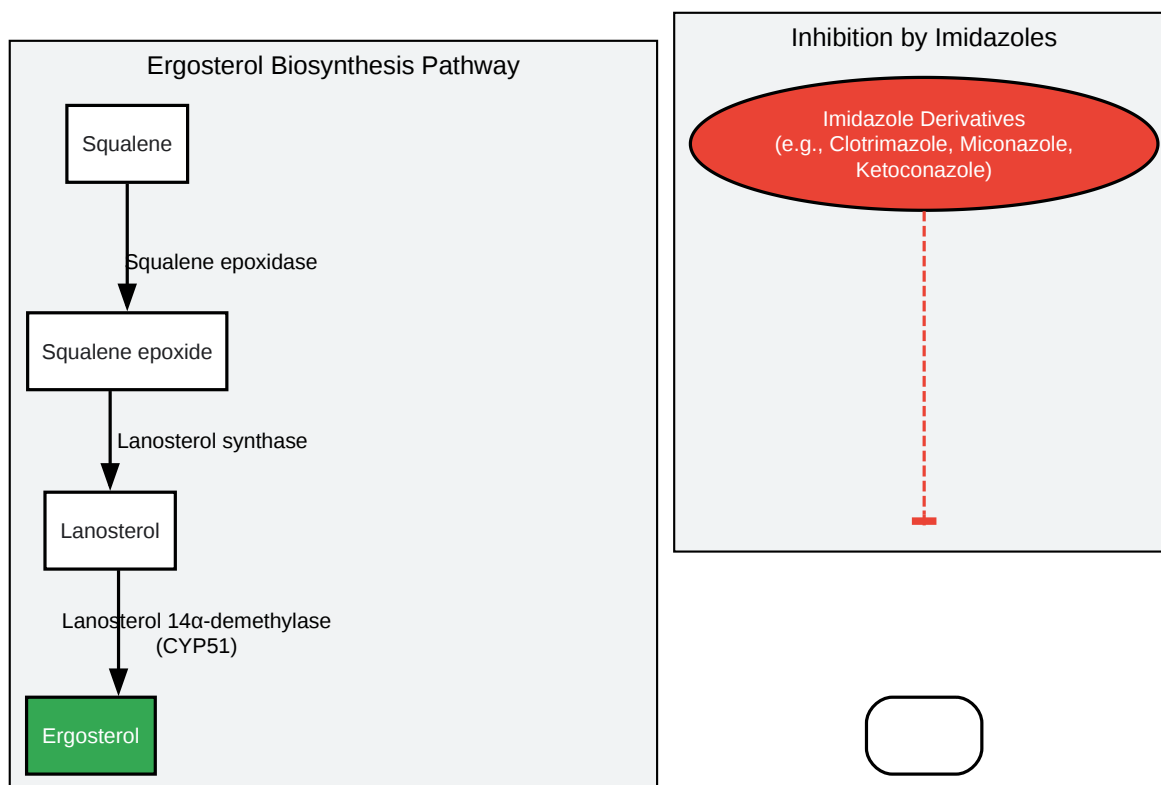 Ergosterol Biosynthesis Pathway
Squalene
Squalene epoxidase
Squalene epoxide
Lanosterol synthase
Lanosterol
Lanosterol 14α-demethylase
(CYP51)
Ergosterol
Inhibition by Imidazoles
Imidazole Derivatives
(e.g., Clotrimazole, Miconazole,
Ketoconazole)